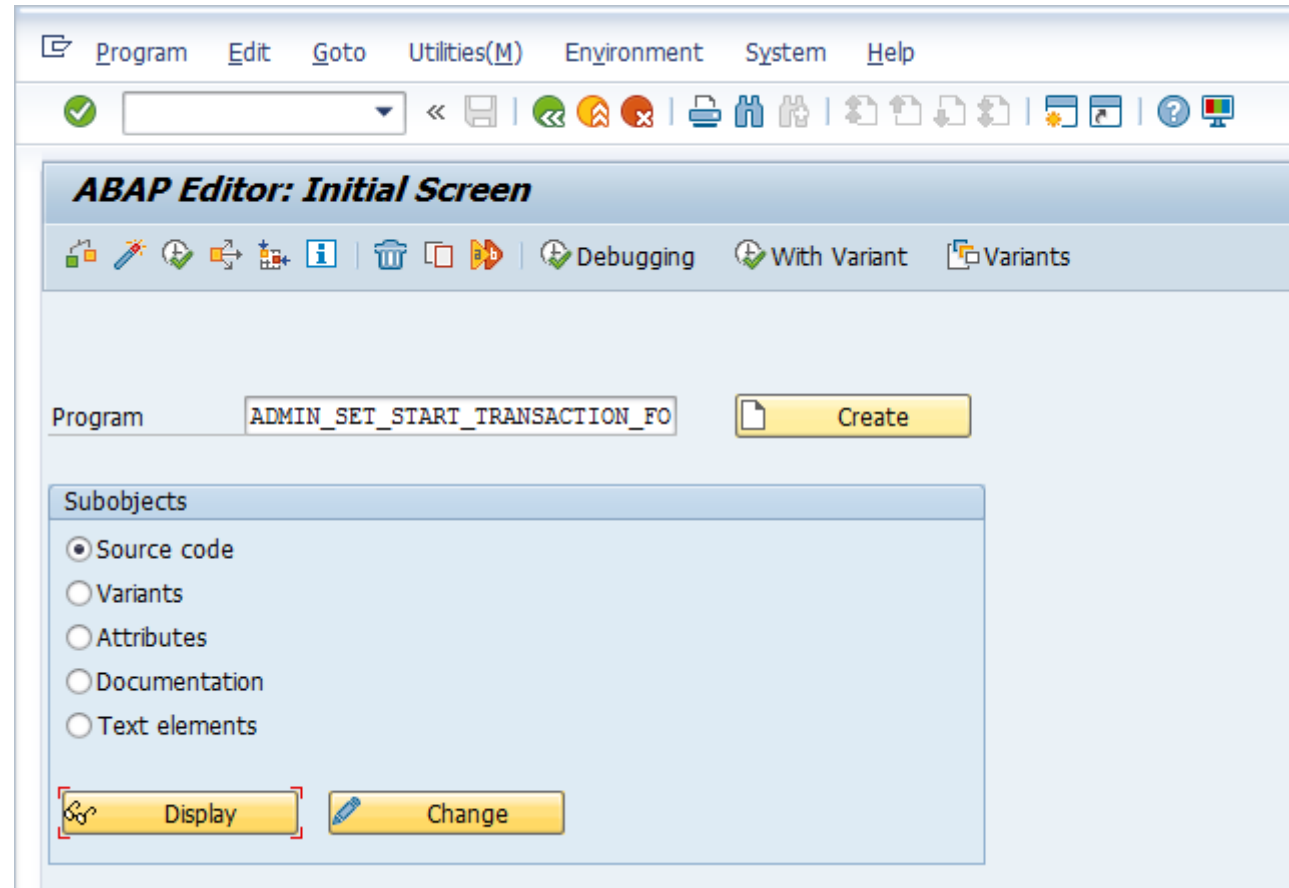 Program Edit Goto Utilities(M) Environment System Help
ABAP Editor: Initial Screen
Debugging With Variant Variants
Program ADMIN_SET_START_TRANSACTION_FO Create
Subobjects
Source code
Variants
Attributes
Documentation
Text elements
Display Change